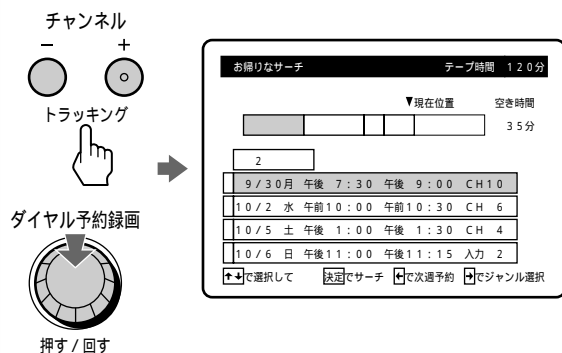 チャンネル
− +
トラッキング
ダイヤル予約録画
押す / 回す
お帰りなサーチ テープ時間 120分
▼現在位置 空き時間
35分
2
9/30月 午後 7:30 午後 9:00 CH10
10/2 水 午前10:00 午前10:30 CH 6
10/5 土 午後 1:00 午後 1:30 CH 4
10/6 日 午後11:00 午後11:15 入力 2
↑↓で選択して 決定でサーチ ←で次週予約 →でジャンル選択